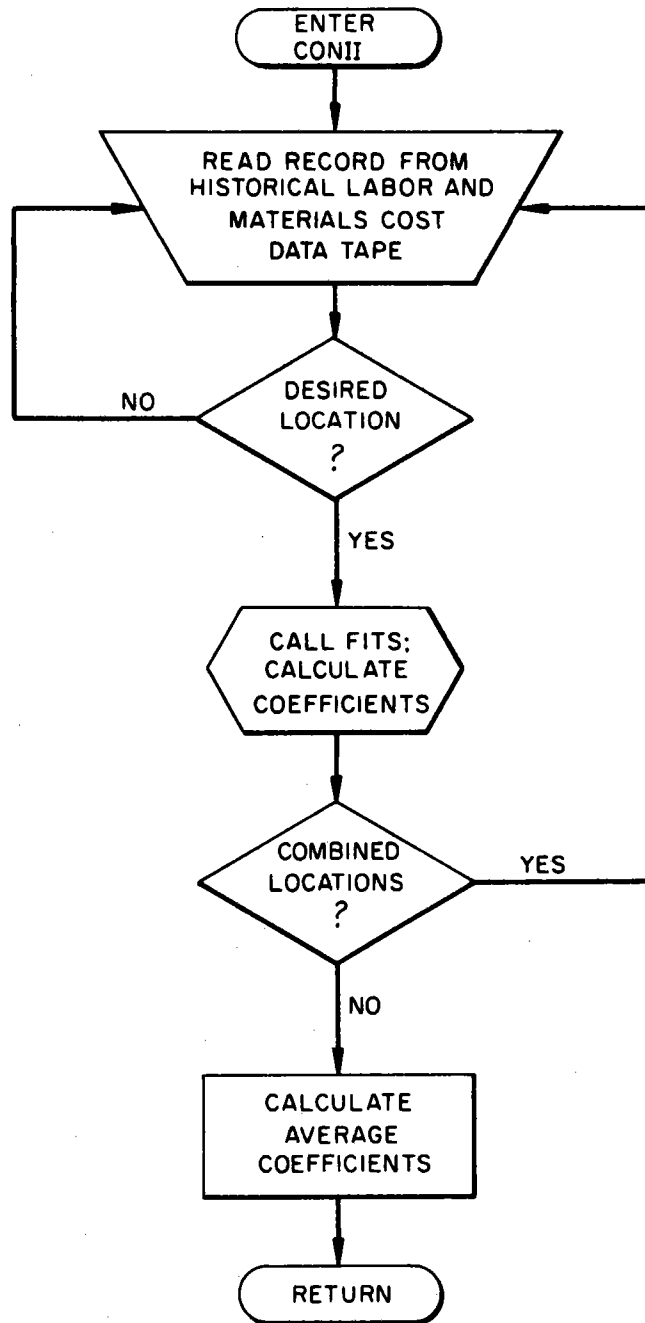 ENTER
CONII
READ RECORD FROM
HISTORICAL LABOR AND
MATERIALS COST
DATA TAPE
NO
DESIRED
LOCATION
?
YES
CALL FITS;
CALCULATE
COEFFICIENTS
COMBINED
LOCATIONS
?
YES
NO
CALCULATE
AVERAGE
COEFFICIENTS
RETURN